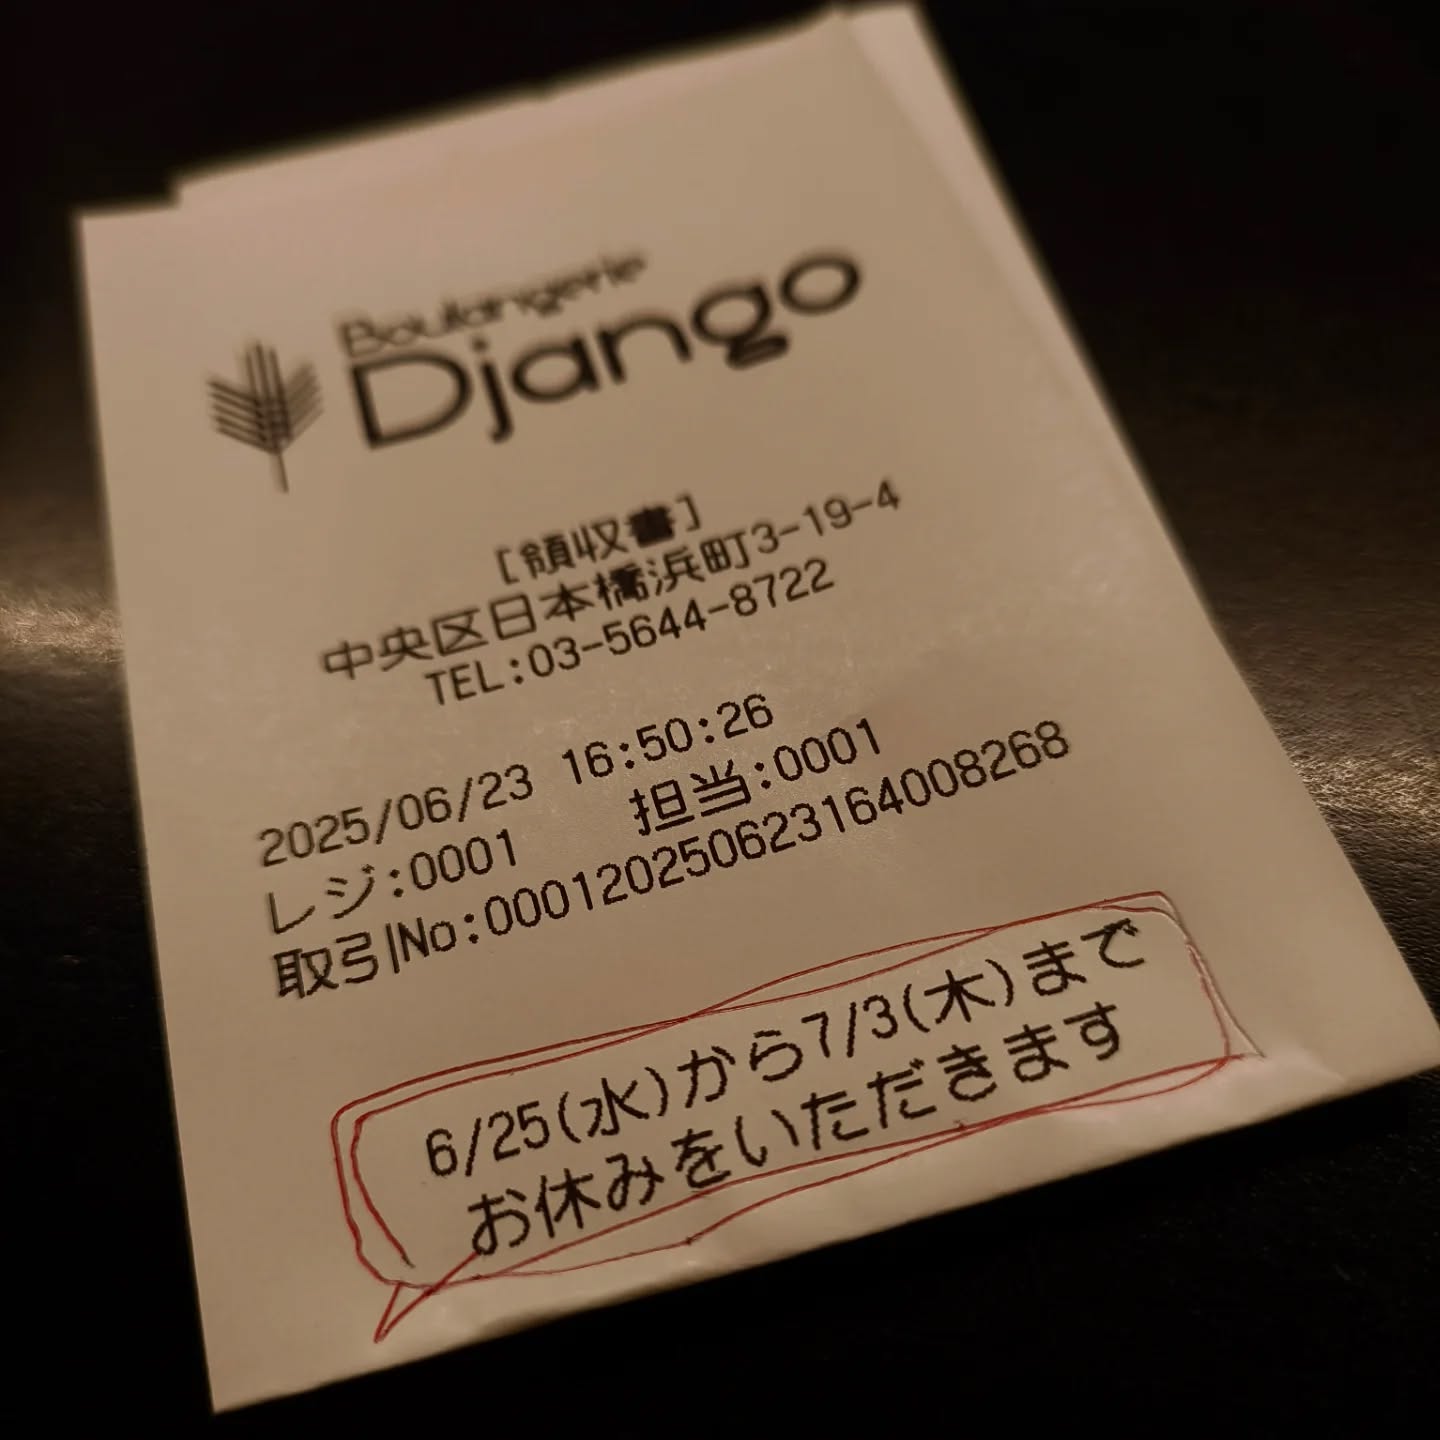 Boulangerie
Django
[領収書]
中央区日本橋浜町3-19-4
TEL:03-5644-8722
2025/06/23 16:50:26
レジ:0001 担当:0001
取引No:000120250623164008268
6/25(水)から7/3(木)まで
お休みをいただきます